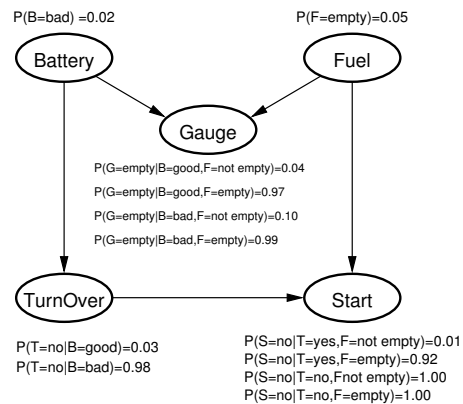 P(B=bad) =0.02
P(F=empty)=0.05
Battery
Fuel
Gauge
P(G=empty|B=good,F=not empty)=0.04
P(G=empty|B=good,F=empty)=0.97
P(G=empty|B=bad,F=not empty)=0.10
P(G=empty|B=bad,F=empty)=0.99
TurnOver
Start
P(T=no|B=good)=0.03
P(T=no|B=bad)=0.98
P(S=no|T=yes,F=not empty)=0.01
P(S=no|T=yes,F=empty)=0.92
P(S=no|T=no,Fnot empty)=1.00
P(S=no|T=no,F=empty)=1.00